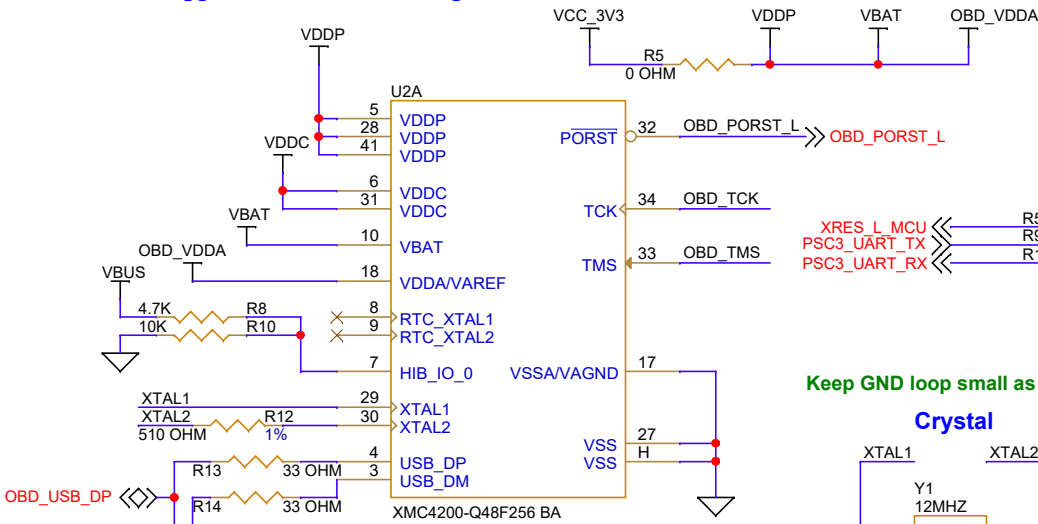 VCC_3V3 VDDP VBAT OBD_VDDA
VDDP
R5
0 OHM
U2A
5 VDDP
28 VDDP
41 VDDP
VDDC
6 VDDC
31 VDDC
VBAT
10 VBAT
OBD_VDDA
18 VDDA/VAREF
VBUS
4.7K R8
10K R10
8 RTC_XTAL1
9 RTC_XTAL2
7 HIB_IO_0
XTAL1 29 XTAL1
XTAL2 R12 30 XTAL2
510 OHM 1%
4 USB_DP
3 USB_DM
R13 33 OHM
OBD_USB_DP
R14 33 OHM
XMC4200-Q48F256 BA
PORST 32 OBD_PORST_L OBD_PORST_L
TCK 34 OBD_TCK
TMS 33 OBD_TMS
VSSA/VAGND 17
VSS 27
VSS H
XRES_L_MCU
PSC3_UART_TX
PSC3_UART_RX
Keep GND loop small as
Crystal
XTAL1 XTAL2
Y1
12MHZ